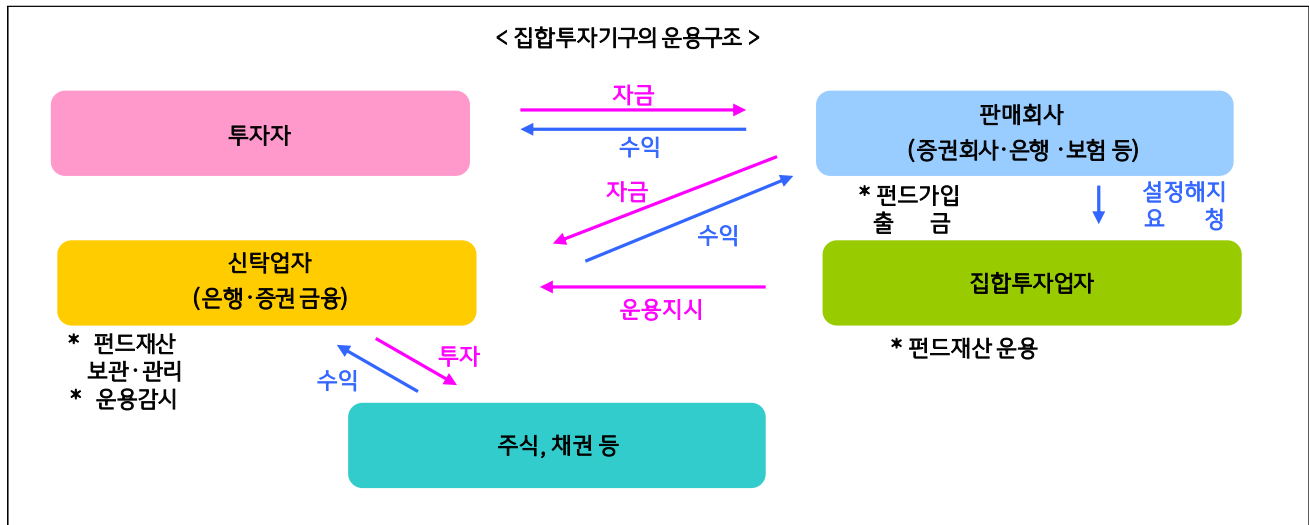 < 집합투자기구의 운용구조 >
투자자
자금
수익
판매회사
(증권회사·은행 ·보험 등)
자금
수익
* 펀드가입
출 금
설정해지
요 청
신탁업자
(은행·증권 금융)
운용지시
집합투자업자
* 펀드재산
보관·관리
* 운용감시
수익
투자
* 펀드재산 운용
주식, 채권 등